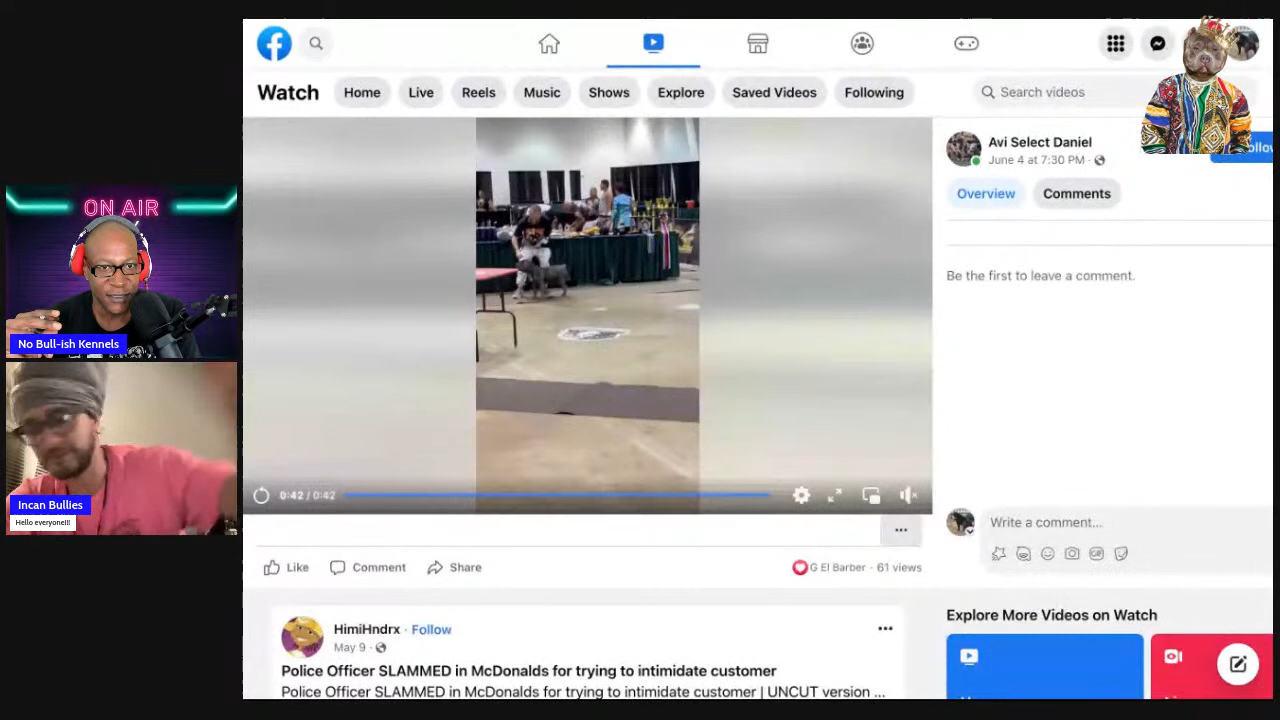 Watch
Home
Live
Reels
Music
Shows
Explore
Saved Videos
Following
Search videos
Avi Select Daniel
June 4 at 7:30 PM ·
Overview
Comments
Be the first to leave a comment.
ON AIR
No Bull-ish Kennels
Incan Bullies
Hello everyone!!!
0:42 / 0:42
Write a comment...
GIF
Like
Comment
Share
G El Barber · 61 views
HimiHndrx · Follow
May 9 ·
Police Officer SLAMMED in McDonalds for trying to intimidate customer
Police Officer SLAMMED in McDonalds for trying to intimidate customer | UNCUT version ...
Explore More Videos on Watch